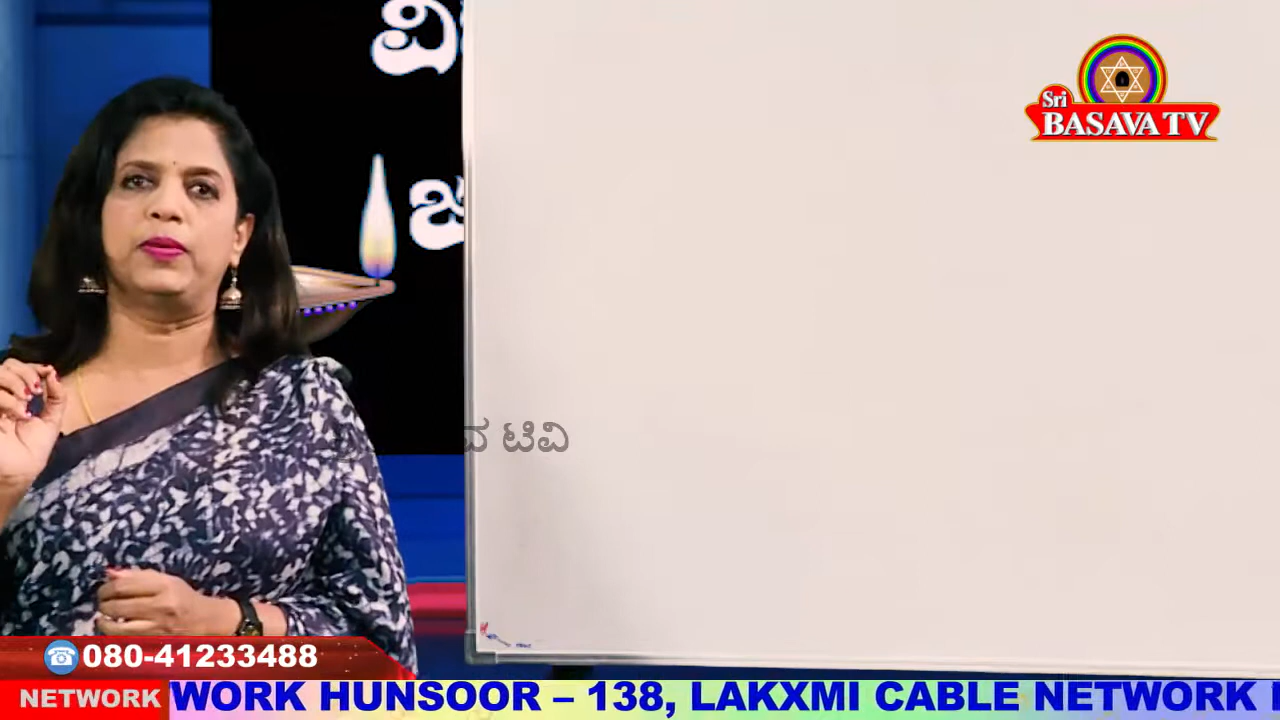 ವಿ
Sri
BASAVA TV
ಜ
ವ ಟಿವಿ
080-41233488
NETWORK
WORK HUNSOOR – 138, LAKXMI CABLE NETWORK